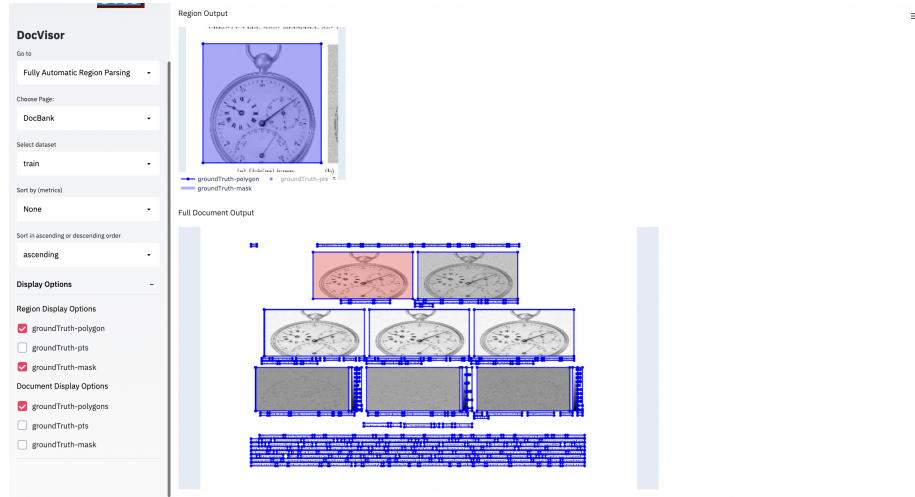 DocVisor
Go to
Fully Automatic Region Parsing
Choose Page:
DocBank
Select dataset
train
Sort by (metrics)
None
Sort in ascending or descending order
ascending
Display Options
Region Display Options
groundTruth-polygon
groundTruth-pts
groundTruth-mask
Document Display Options
groundTruth-polygons
groundTruth-pts
groundTruth-mask
Region Output
groundTruth-polygon groundTruth-pts
groundTruth-mask
Full Document Output